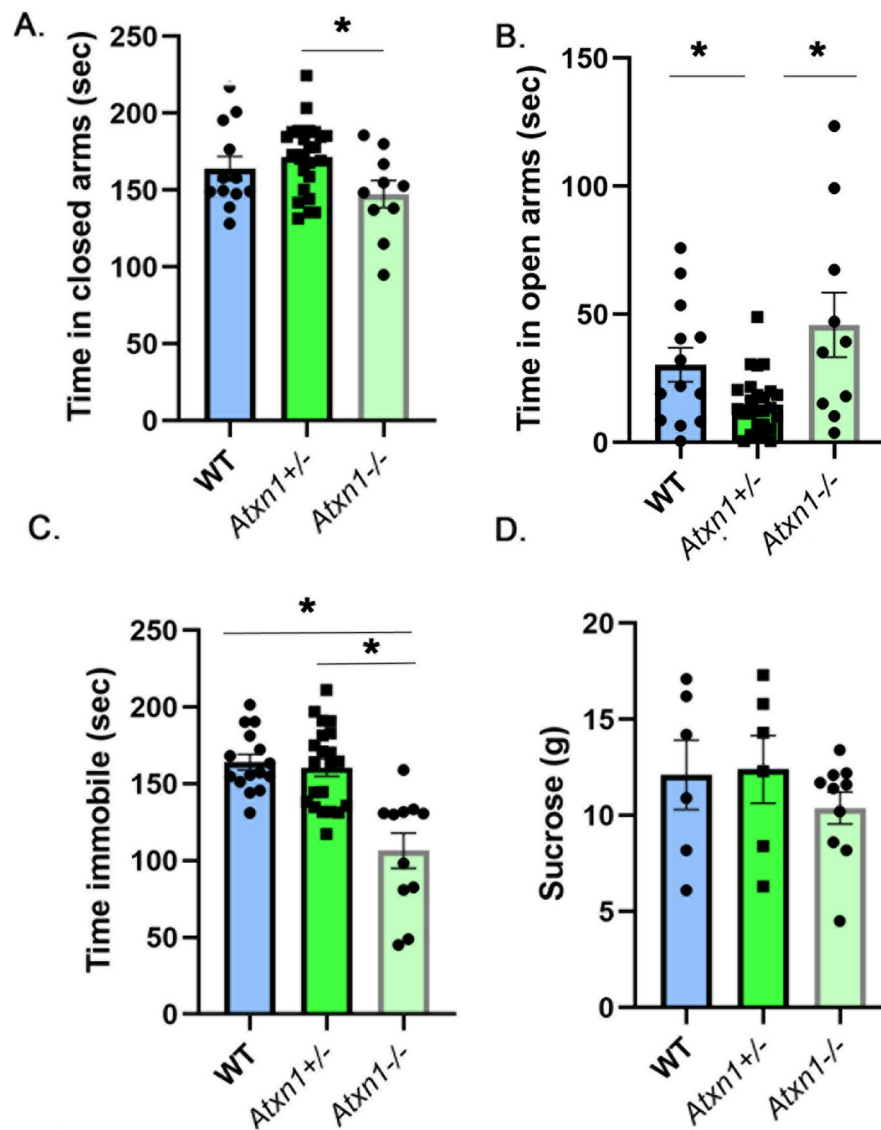 A.
Time in closed arms (sec)
250
200
150
100
50
0
*
WT
Atxn1+/-
Atxn1-/-
B.
Time in open arms (sec)
150
100
50
0
*
*
WT
Atxn1+/-
Atxn1-/-
C.
Time immobile (sec)
250
200
150
100
50
0
*
*
WT
Atxn1+/-
Atxn1-/-
D.
Sucrose (g)
20
15
10
5
0
WT
Atxn1+/-
Atxn1-/-